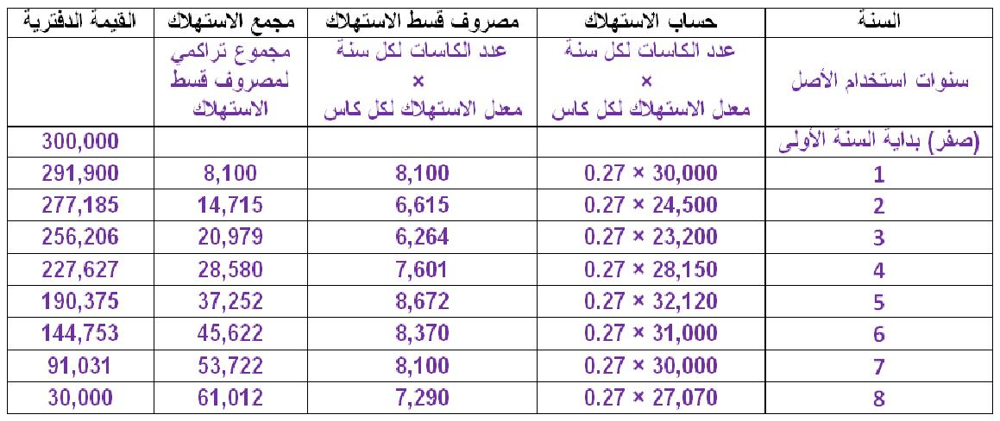 السنة حساب الاستهلاك مصروف قسط الاستهلاك مجمع الاستهلاك القيمة الدفترية
سنوات استخدام الأصل عدد الكاسات لكل سنة × معدل الاستهلاك لكل كاس عدد الكاسات لكل سنة × معدل الاستهلاك لكل كاس مجموع تراكمي لمصروف قسط الاستهلاك
(صفر) بداية السنة الأولى 300,000
1 0.27 × 30,000 8,100 8,100 291,900
2 0.27 × 24,500 6,615 14,715 277,185
3 0.27 × 23,200 6,264 20,979 256,206
4 0.27 × 28,150 7,601 28,580 227,627
5 0.27 × 32,120 8,672 37,252 190,375
6 0.27 × 31,000 8,370 45,622 144,753
7 0.27 × 30,000 8,100 53,722 91,031
8 0.27 × 27,070 7,290 61,012 30,000